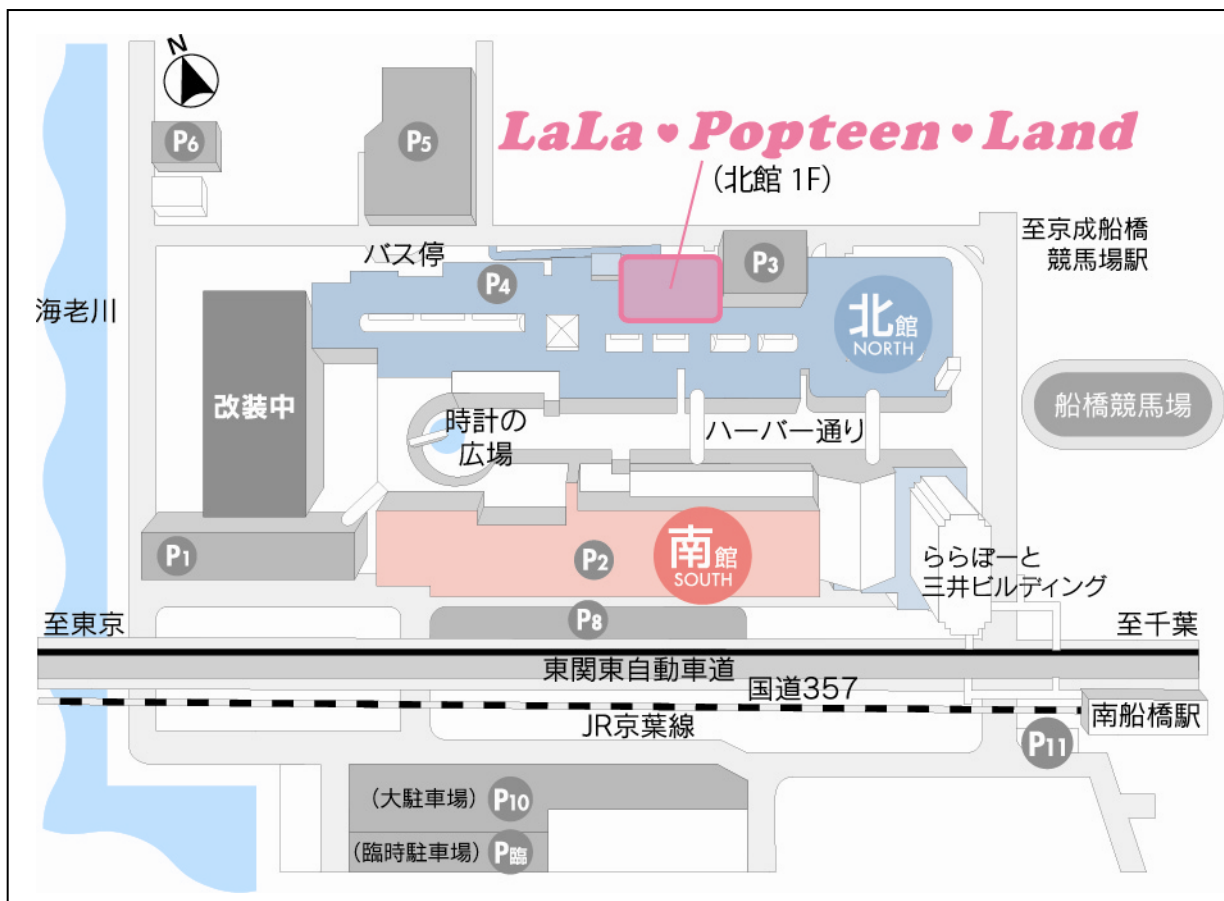 N
P6
P5
LaLa♥Popteen♥Land
(北館 1F)
至京成船橋
競馬場駅
バス停
P3
P4
海老川
北館
NORTH
改装中
時計の
広場
ハーバー通り
船橋競馬場
P1
P2
南館
SOUTH
ららぽーと
三井ビルディング
至東京
P8
至千葉
東関東自動車道
国道357
JR京葉線
南船橋駅
P11
(大駐車場) P10
(臨時駐車場) P臨